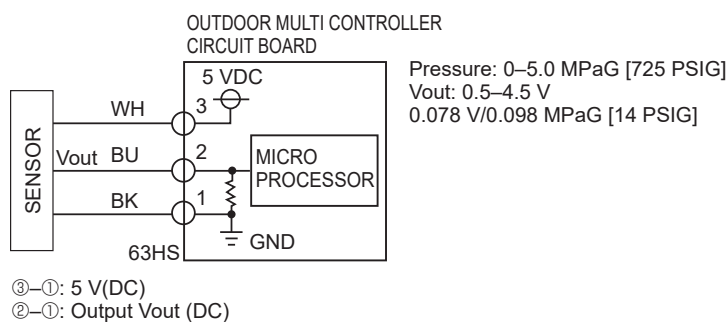 OUTDOOR MULTI CONTROLLER
CIRCUIT BOARD
5 VDC
Pressure: 0–5.0 MPaG [725 PSIG]
Vout: 0.5–4.5 V
0.078 V/0.098 MPaG [14 PSIG]
SENSOR
WH
3
Vout BU
2
MICRO
PROCESSOR
BK
1
GND
63HS
③–①: 5 V(DC)
②–①: Output Vout (DC)